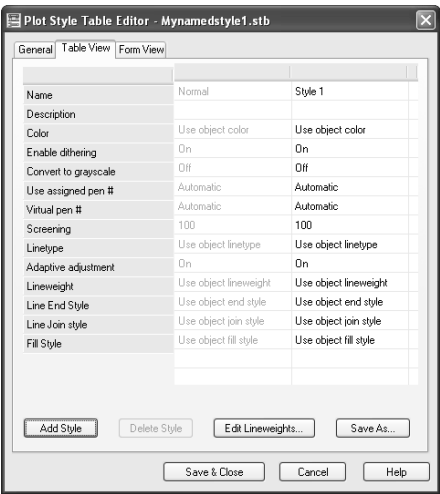 Plot Style Table Editor - Mynamedstyle1.stb
General Table View Form View
Name Normal Style 1
Description
Color Use object color Use object color
Enable dithering On On
Convert to grayscale Off Off
Use assigned pen # Automatic Automatic
Virtual pen # Automatic Automatic
Screening 100 100
Linetype Use object linetype Use object linetype
Adaptive adjustment On On
Lineweight Use object lineweight Use object lineweight
Line End Style Use object end style Use object end style
Line Join style Use object join style Use object join style
Fill Style Use object fill style Use object fill style
Add Style Delete Style Edit Lineweights... Save As...
Save & Close Cancel Help